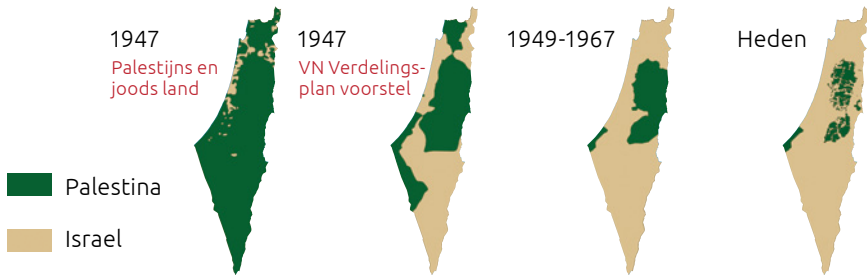 1947
Palestijns en
joods land
1947
VN Verdelings-
plan voorstel
1949-1967
Heden
Palestina
Israel